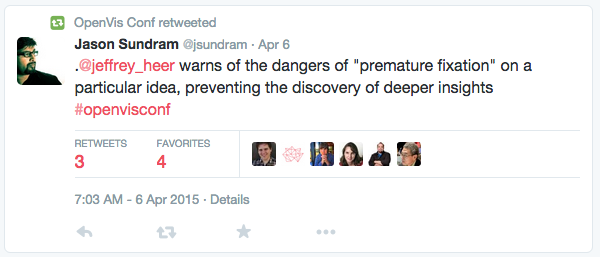 OpenVis Conf retweeted
Jason Sundram @jsundram · Apr 6
.@jeffrey_heer warns of the dangers of "premature fixation" on a
particular idea, preventing the discovery of deeper insights
#openvisconf
RETWEETS FAVORITES
3 4
7:03 AM - 6 Apr 2015 · Details